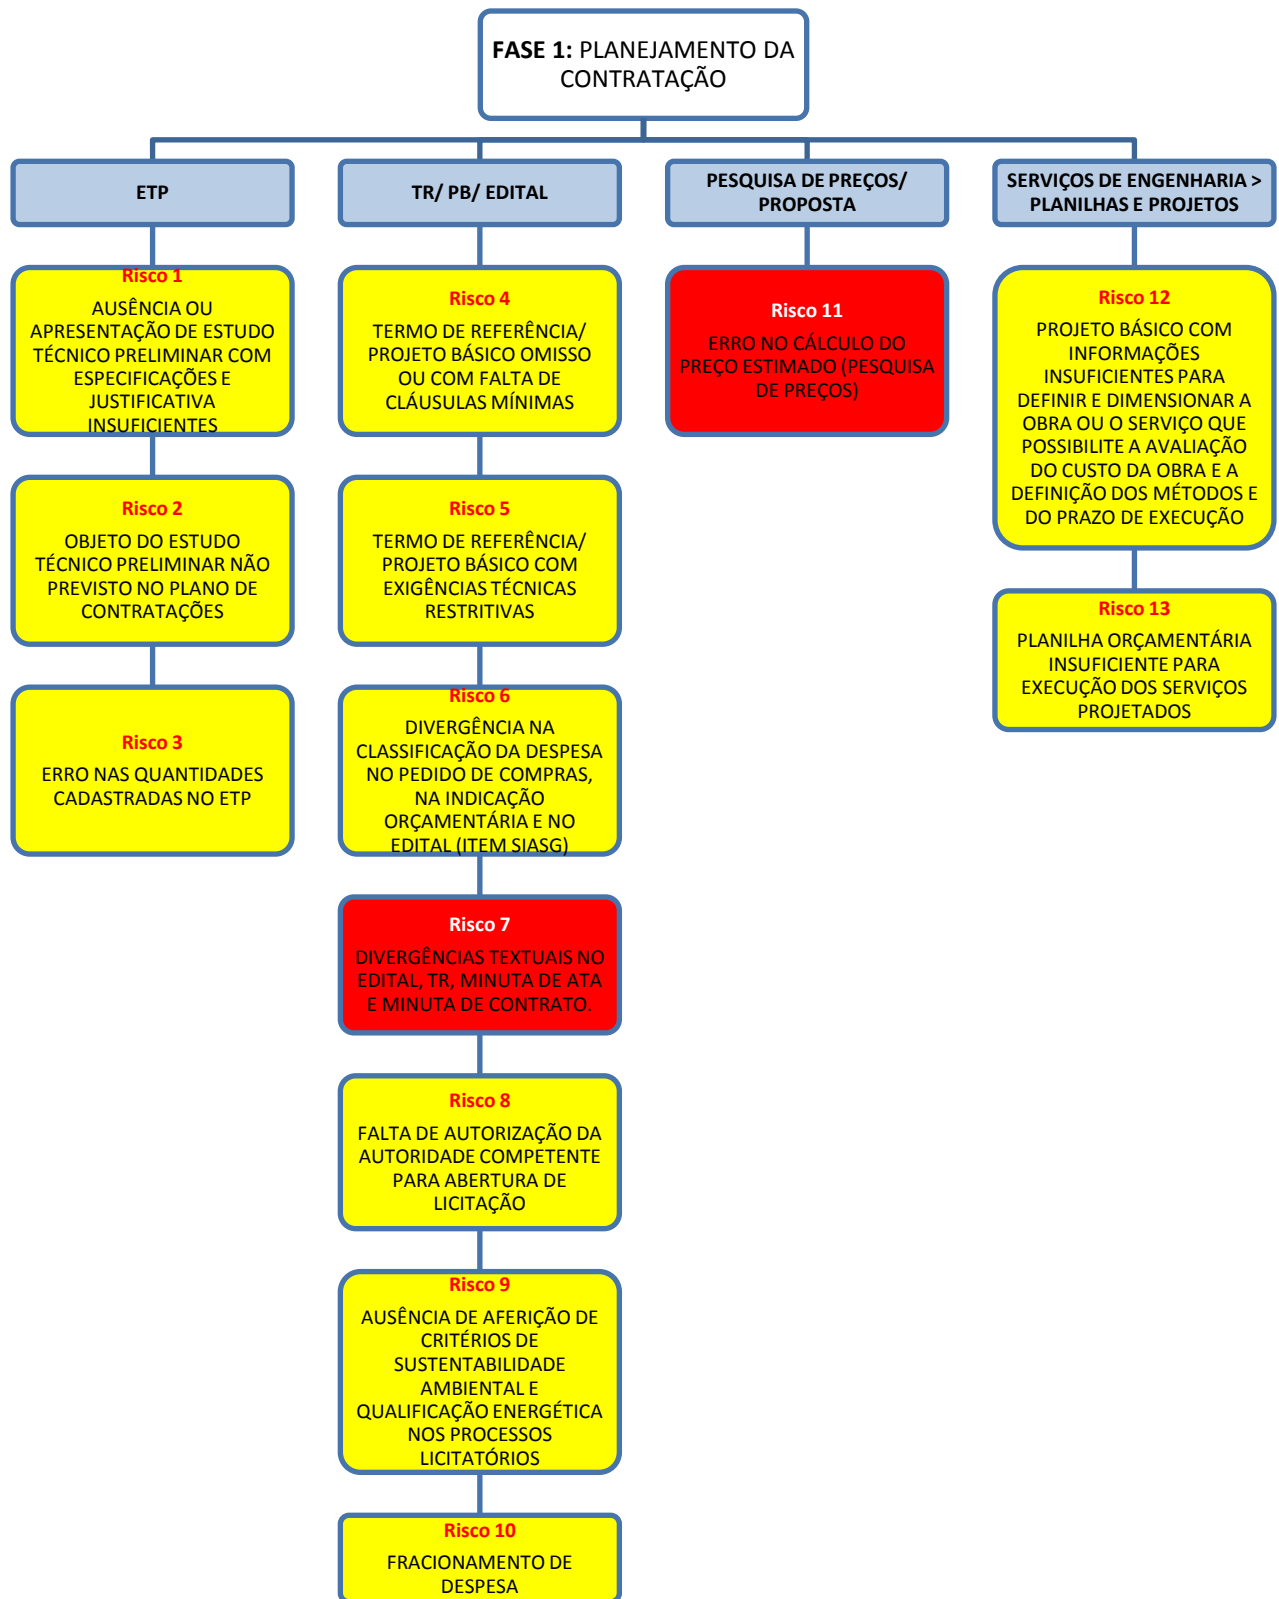 FASE 1: PLANEJAMENTO DA
CONTRATAÇÃO
ETP
Risco 1
AUSÊNCIA OU
APRESENTAÇÃO DE ESTUDO
TÉCNICO PRELIMINAR COM
ESPECIFICAÇÕES E
JUSTIFICATIVA
INSUFICIENTES
Risco 2
OBJETO DO ESTUDO
TÉCNICO PRELIMINAR NÃO
PREVISTO NO PLANO DE
CONTRATAÇÕES
Risco 3
ERRO NAS QUANTIDADES
CADASTRADAS NO ETP
TR/ PB/ EDITAL
Risco 4
TERMO DE REFERÊNCIA/
PROJETO BÁSICO OMISSO
OU COM FALTA DE
CLÁUSULAS MÍNIMAS
Risco 5
TERMO DE REFERÊNCIA/
PROJETO BÁSICO COM
EXIGÊNCIAS TÉCNICAS
RESTRITIVAS
Risco 6
DIVERGÊNCIA NA
CLASSIFICAÇÃO DA DESPESA
NO PEDIDO DE COMPRAS,
NA INDICAÇÃO
ORÇAMENTÁRIA E NO
EDITAL (ITEM SIASG)
Risco 7
DIVERGÊNCIAS TEXTUAIS NO
EDITAL, TR, MINUTA DE ATA
E MINUTA DE CONTRATO.
Risco 8
FALTA DE AUTORIZAÇÃO DA
AUTORIDADE COMPETENTE
PARA ABERTURA DE
LICITAÇÃO
Risco 9
AUSÊNCIA DE AFERIÇÃO DE
CRITÉRIOS DE
SUSTENTABILIDADE
AMBIENTAL E
QUALIFICAÇÃO ENERGÉTICA
NOS PROCESSOS
LICITATÓRIOS
Risco 10
FRACIONAMENTO DE
DESPESA
PESQUISA DE PREÇOS/
PROPOSTA
Risco 11
ERRO NO CÁLCULO DO
PREÇO ESTIMADO (PESQUISA
DE PREÇOS)
SERVIÇOS DE ENGENHARIA >
PLANILHAS E PROJETOS
Risco 12
PROJETO BÁSICO COM
INFORMAÇÕES
INSUFICIENTES PARA
DEFINIR E DIMENSIONAR A
OBRA OU O SERVIÇO QUE
POSSIBILITE A AVALIAÇÃO
DO CUSTO DA OBRA E A
DEFINIÇÃO DOS MÉTODOS E
DO PRAZO DE EXECUÇÃO
Risco 13
PLANILHA ORÇAMENTÁRIA
INSUFICIENTE PARA
EXECUÇÃO DOS SERVIÇOS
PROJETADOS